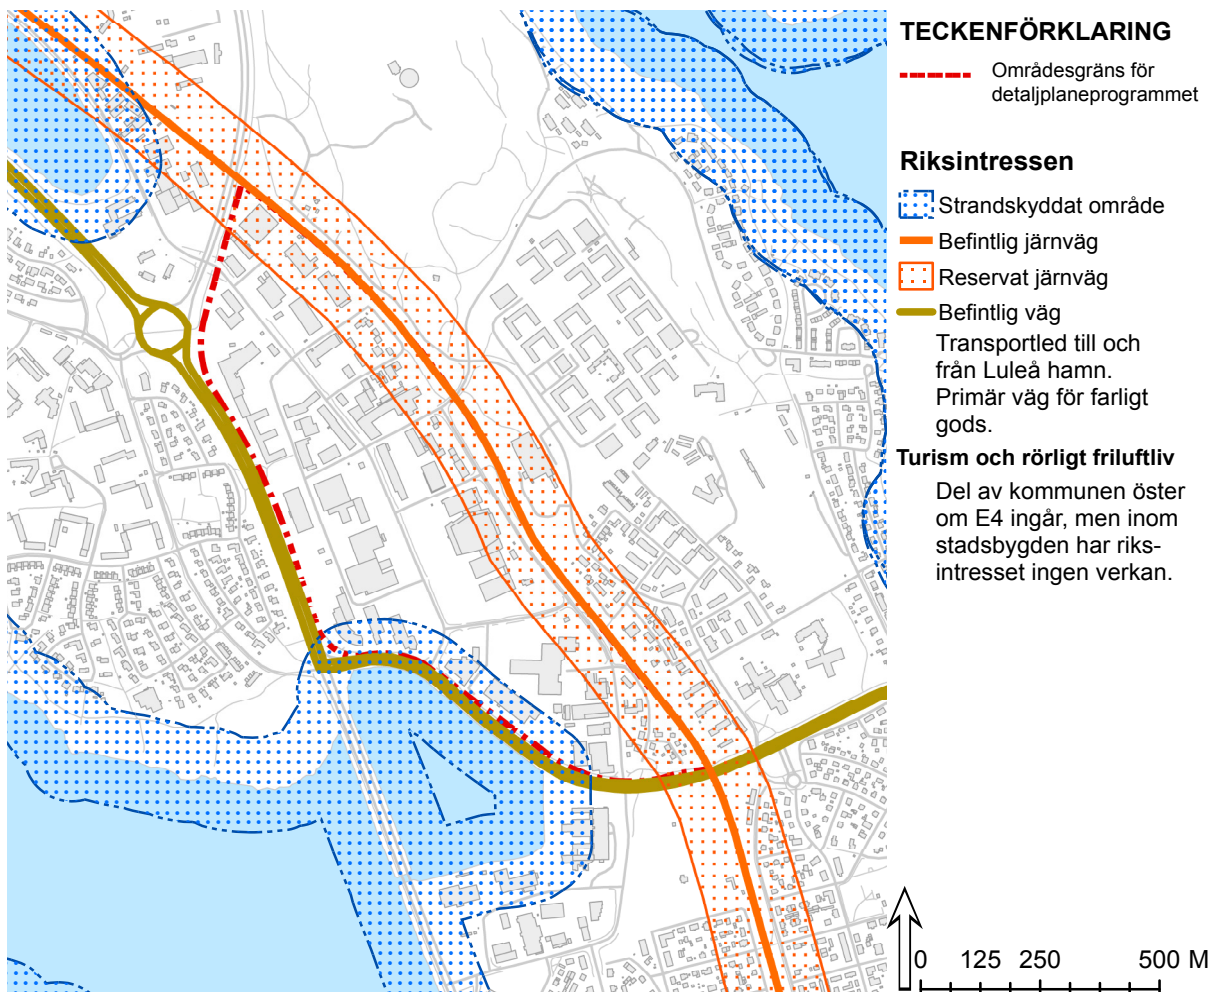 TECKENFÖRKLARING
Områdesgräns för
detaljplaneprogrammet
Riksintressen
Strandskyddat område
Befintlig järnväg
Reservat järnväg
Befintlig väg
Transportled till och
från Luleå hamn.
Primär väg för farligt
gods.
Turism och rörligt friluftliv
Del av kommunen öster
om E4 ingår, men inom
stadsbygden har riks-
intresset ingen verkan.
0 125 250 500 M